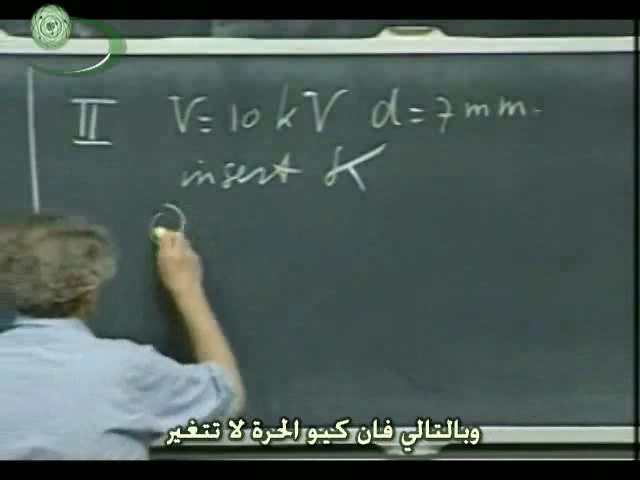 II V = 10 kV d = 7 mm.
insert K
وبالتالي فان كيو الحرة لا تتغير